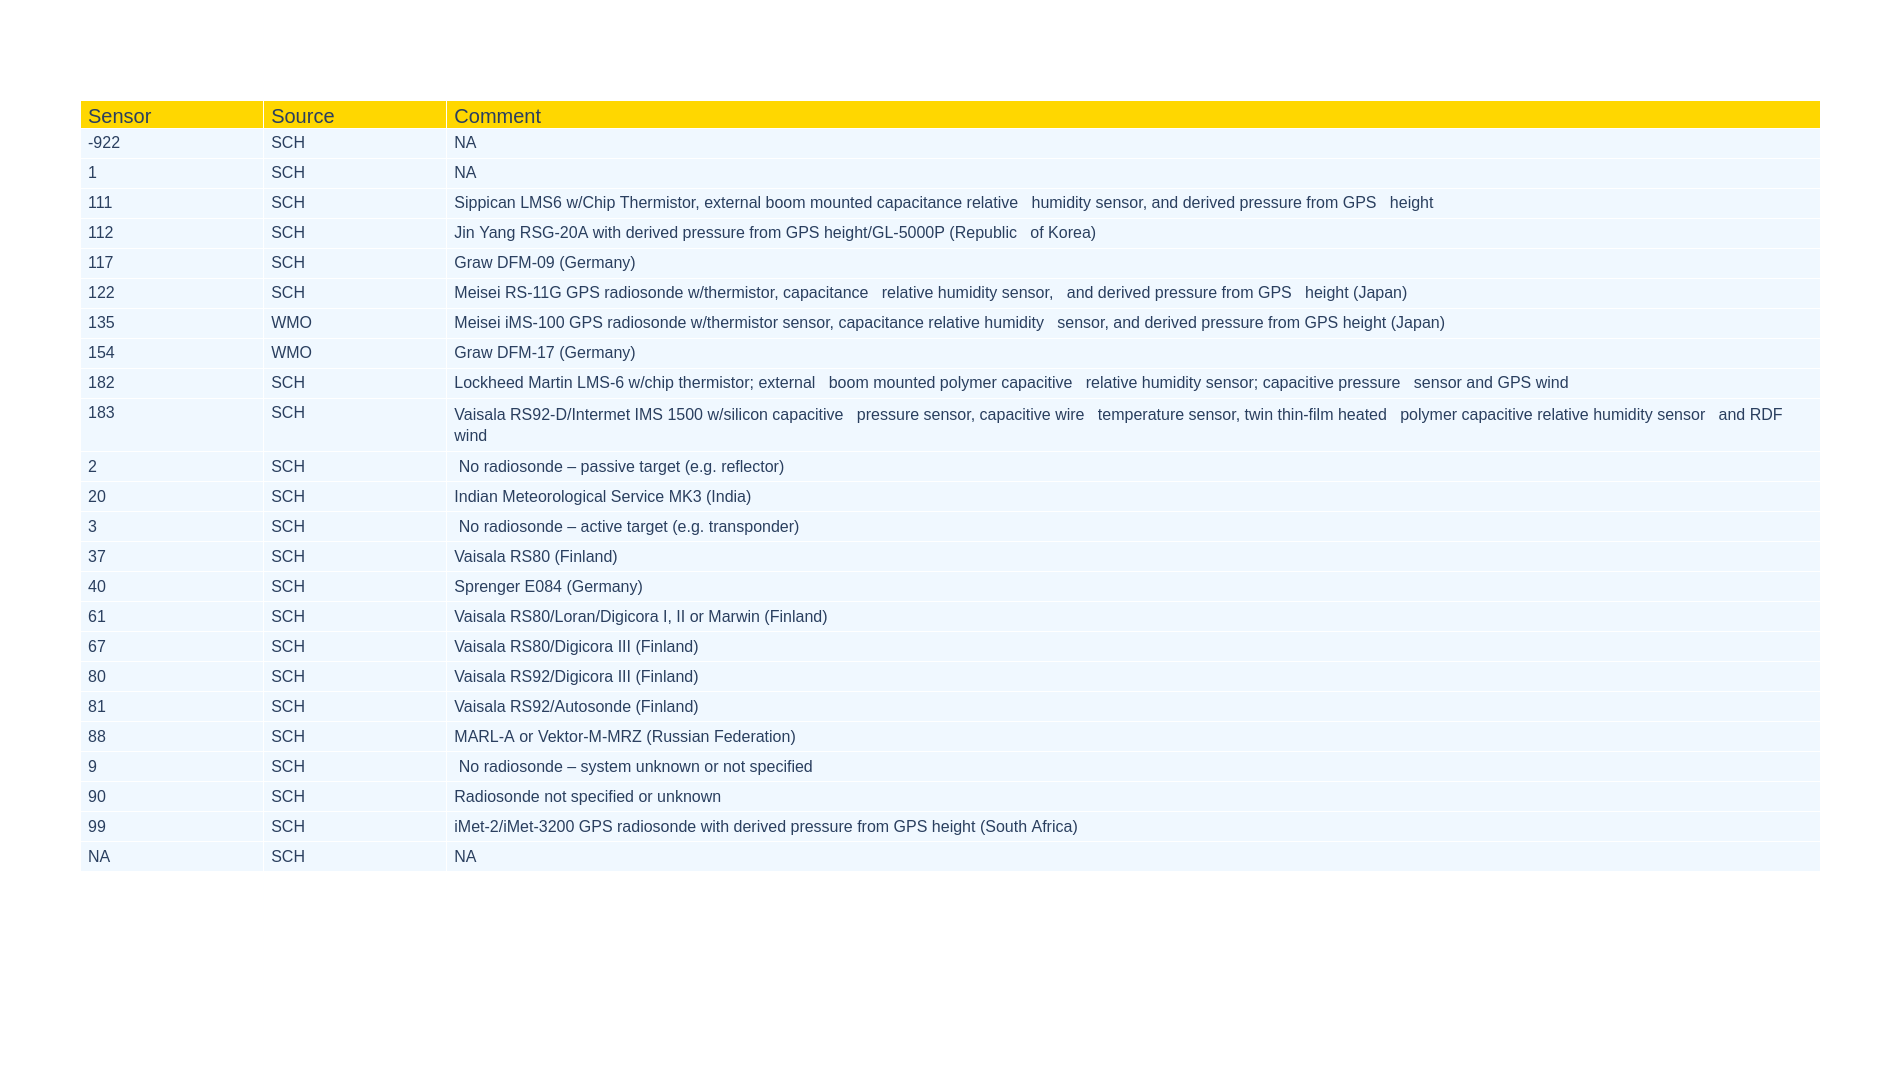 Sensor Source Comment
-922 SCH NA
1 SCH NA
111 SCH Sippican LMS6 w/Chip Thermistor, external boom mounted capacitance relative humidity sensor, and derived pressure from GPS height
112 SCH Jin Yang RSG-20A with derived pressure from GPS height/GL-5000P (Republic of Korea)
117 SCH Graw DFM-09 (Germany)
122 SCH Meisei RS-11G GPS radiosonde w/thermistor, capacitance relative humidity sensor, and derived pressure from GPS height (Japan)
135 WMO Meisei iMS-100 GPS radiosonde w/thermistor sensor, capacitance relative humidity sensor, and derived pressure from GPS height (Japan)
154 WMO Graw DFM-17 (Germany)
182 SCH Lockheed Martin LMS-6 w/chip thermistor; external boom mounted polymer capacitive relative humidity sensor; capacitive pressure sensor and GPS wind
183 SCH Vaisala RS92-D/Intermet IMS 1500 w/silicon capacitive pressure sensor, capacitive wire temperature sensor, twin thin-film heated polymer capacitive relative humidity sensor and RDF
wind
2 SCH No radiosonde – passive target (e.g. reflector)
20 SCH Indian Meteorological Service MK3 (India)
3 SCH No radiosonde – active target (e.g. transponder)
37 SCH Vaisala RS80 (Finland)
40 SCH Sprenger E084 (Germany)
61 SCH Vaisala RS80/Loran/Digicora I, II or Marwin (Finland)
67 SCH Vaisala RS80/Digicora III (Finland)
80 SCH Vaisala RS92/Digicora III (Finland)
81 SCH Vaisala RS92/Autosonde (Finland)
88 SCH MARL-A or Vektor-M-MRZ (Russian Federation)
9 SCH No radiosonde – system unknown or not specified
90 SCH Radiosonde not specified or unknown
99 SCH iMet-2/iMet-3200 GPS radiosonde with derived pressure from GPS height (South Africa)
NA SCH NA